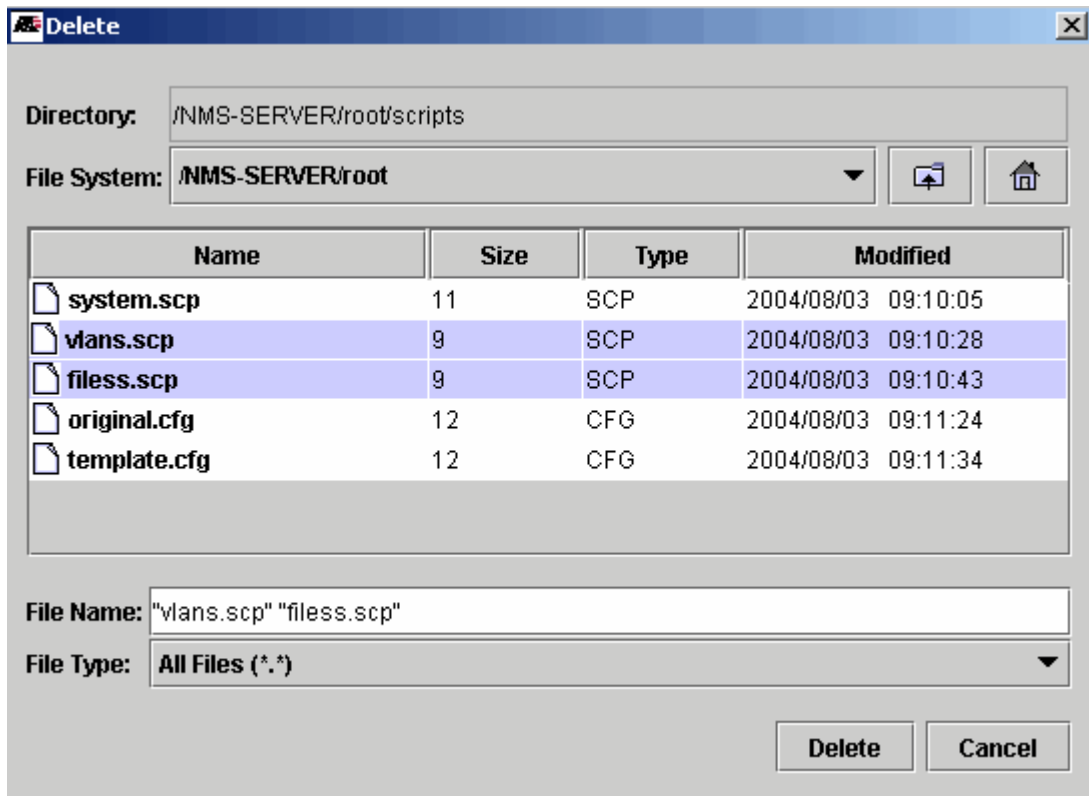 Delete
Directory: /NMS-SERVER/root/scripts
File System: /NMS-SERVER/root
Name Size Type Modified
system.scp 11 SCP 2004/08/03 09:10:05
vlans.scp 9 SCP 2004/08/03 09:10:28
filess.scp 9 SCP 2004/08/03 09:10:43
original.cfg 12 CFG 2004/08/03 09:11:24
template.cfg 12 CFG 2004/08/03 09:11:34
File Name: "vlans.scp" "filess.scp"
File Type: All Files (*.*)
Delete Cancel